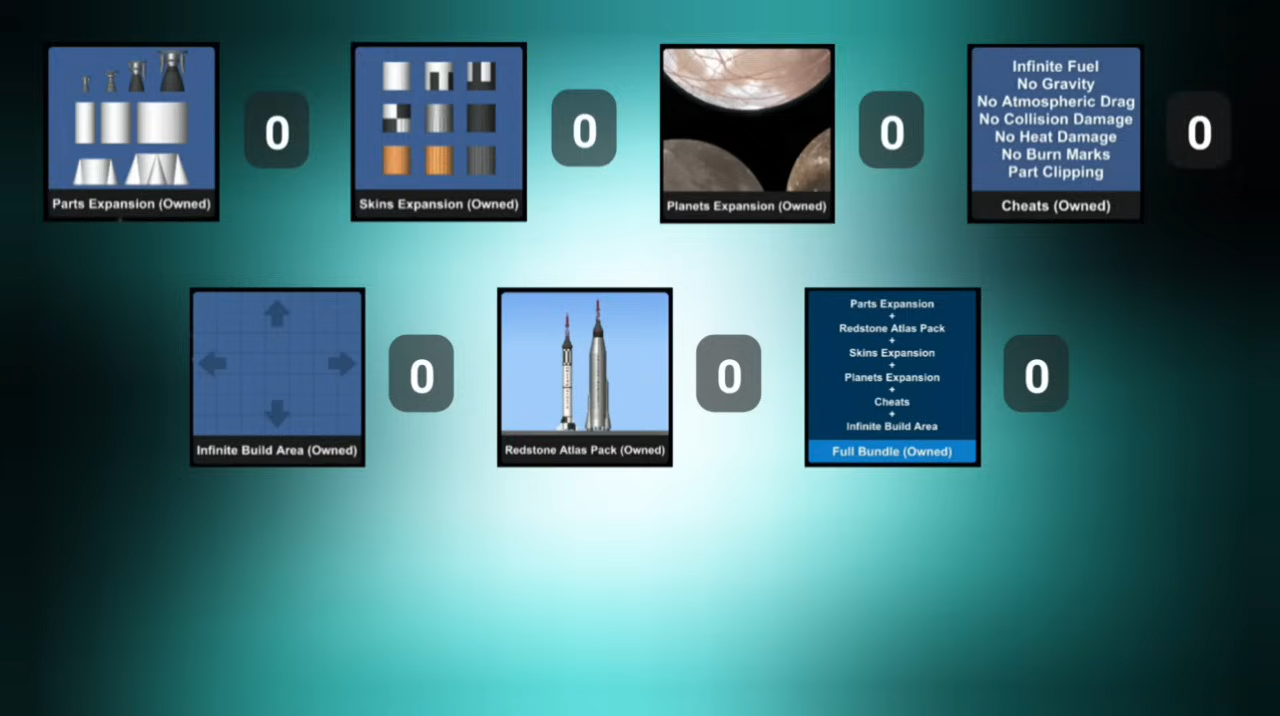 0
Parts Expansion (Owned)
0
Skins Expansion (Owned)
0
Planets Expansion (Owned)
Infinite Fuel
No Gravity
No Atmospheric Drag
No Collision Damage
No Heat Damage
No Burn Marks
Part Clipping
Cheats (Owned)
0
Infinite Build Area (Owned)
0
Redstone Atlas Pack (Owned)
0
Parts Expansion
+
Redstone Atlas Pack
+
Skins Expansion
+
Planets Expansion
+
Cheats
+
Infinite Build Area
Full Bundle (Owned)
0